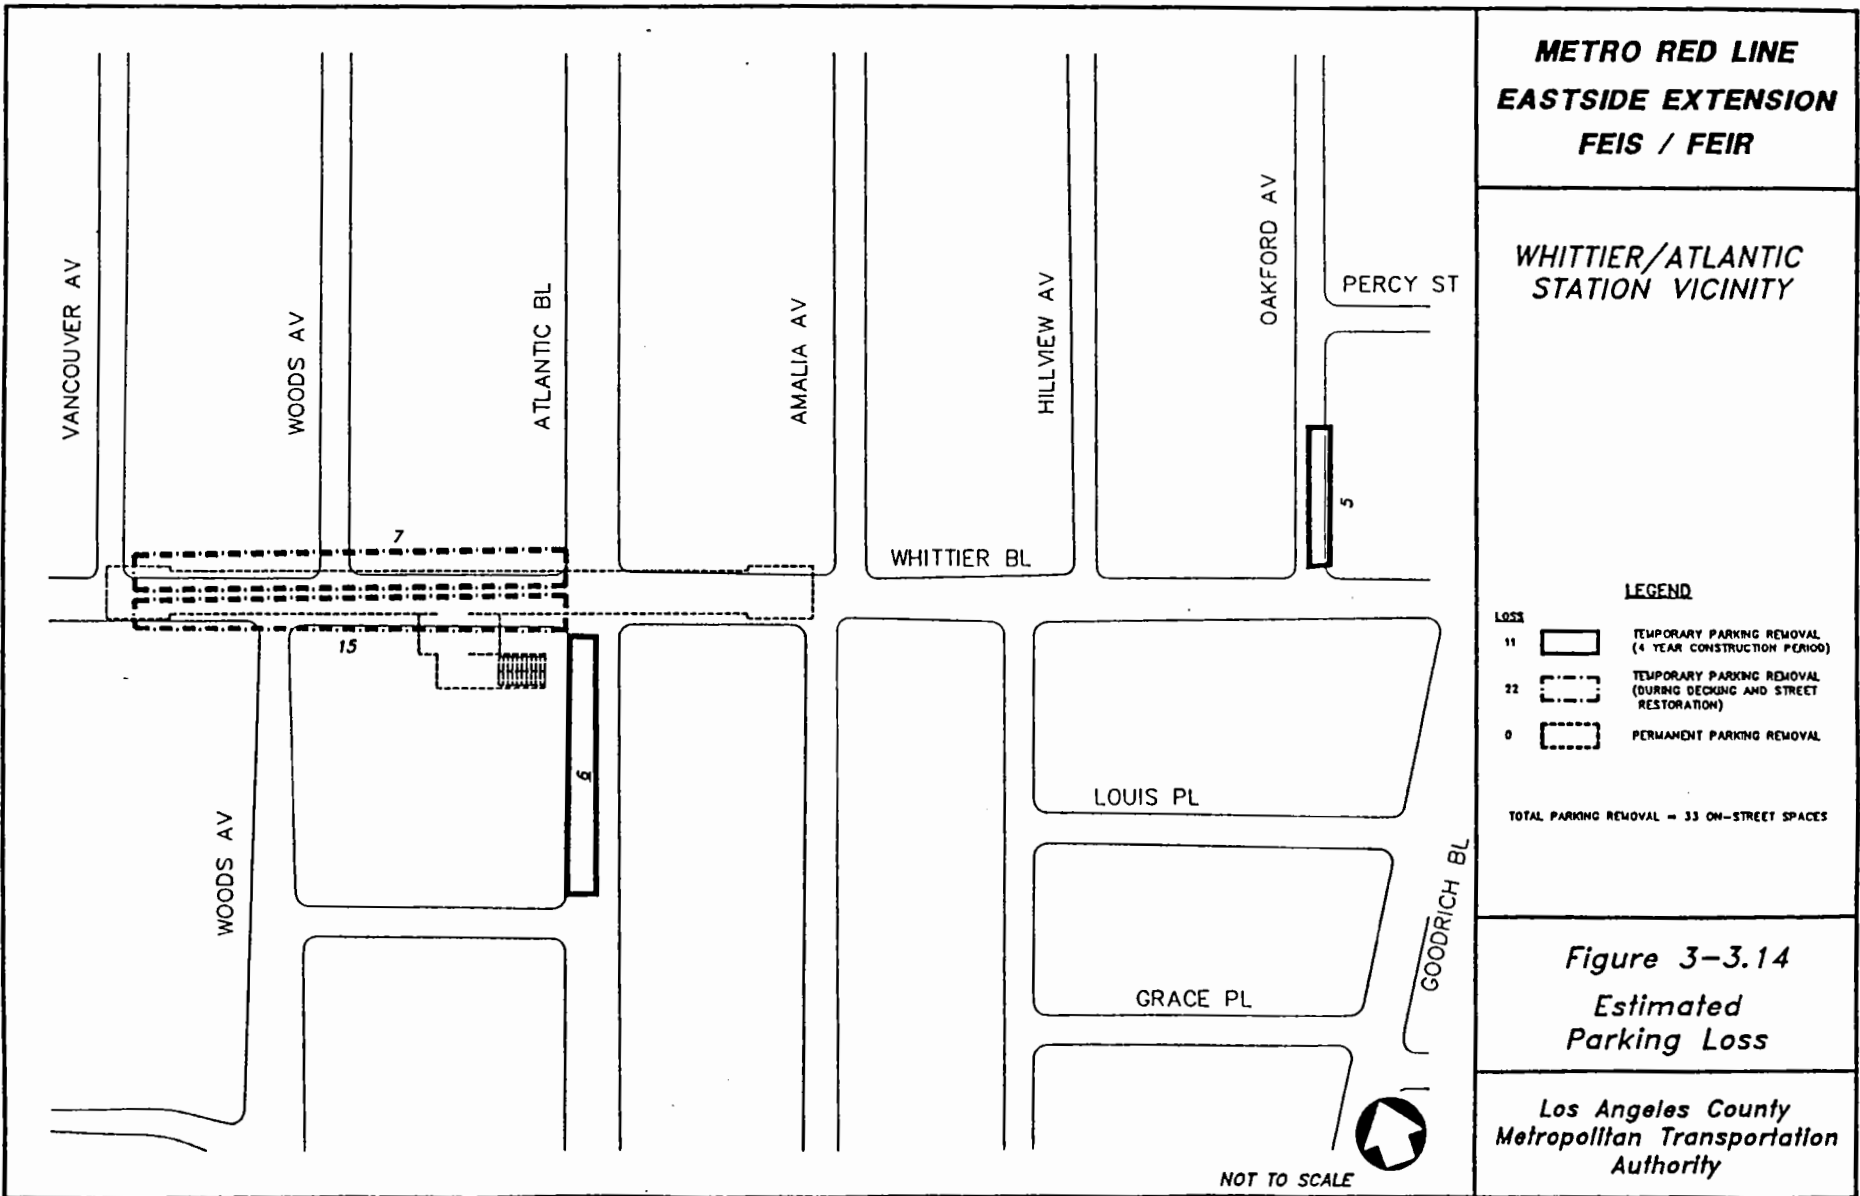 METRO RED LINE
EASTSIDE EXTENSION
FEIS / FEIR
WHITTIER/ATLANTIC
STATION VICINITY
VANCOUVER AV
WOODS AV
ATLANTIC BL
AMALIA AV
HILLVIEW AV
OAKFORD AV
PERCY ST
7
5
WHITTIER BL
15
6
WOODS AV
LOUIS PL
GRACE PL
GOODRICH BL
NOT TO SCALE
LEGEND
LOSS
11 TEMPORARY PARKING REMOVAL
(4 YEAR CONSTRUCTION PERIOD)
22 TEMPORARY PARKING REMOVAL
(DURING DECKING AND STREET
RESTORATION)
0 PERMANENT PARKING REMOVAL
TOTAL PARKING REMOVAL = 33 ON-STREET SPACES
Figure 3-3.14
Estimated
Parking Loss
Los Angeles County
Metropolitan Transportation
Authority